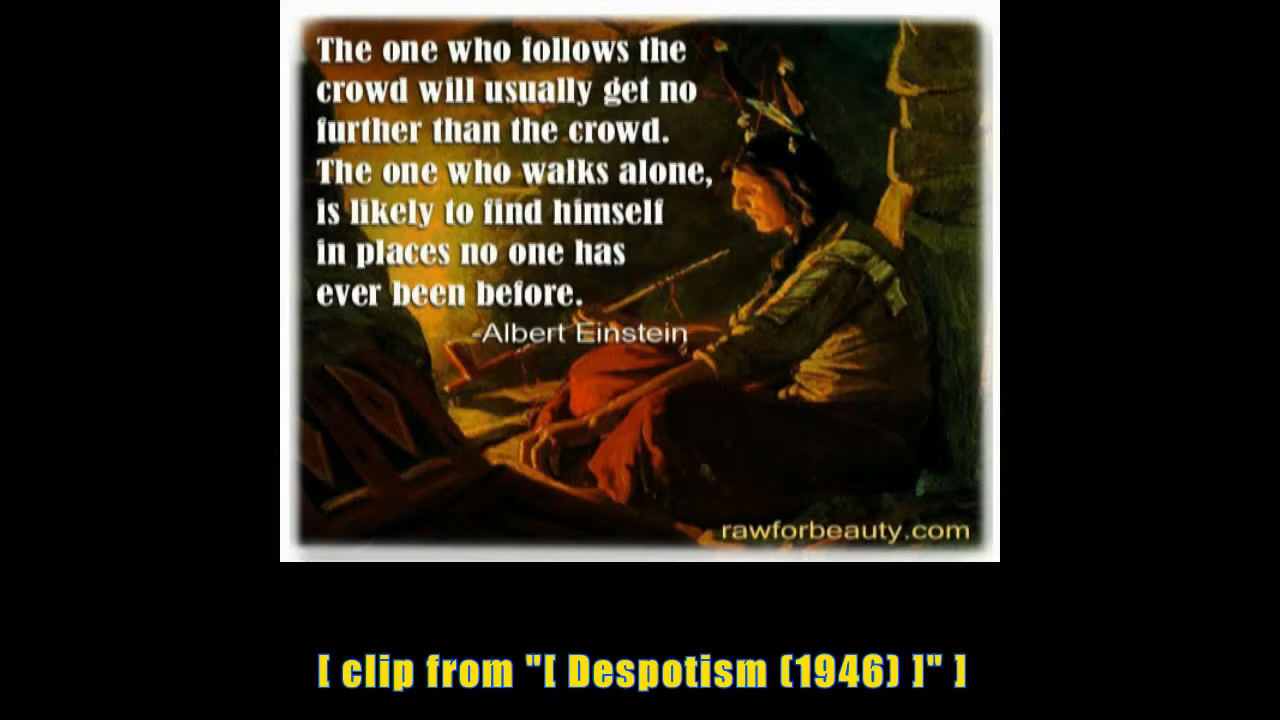 The one who follows the
crowd will usually get no
further than the crowd.
The one who walks alone,
is likely to find himself
in places no one has
ever been before.
-Albert Einstein
rawforbeauty.com
[ clip from "[ Despotism (1946) ]" ]